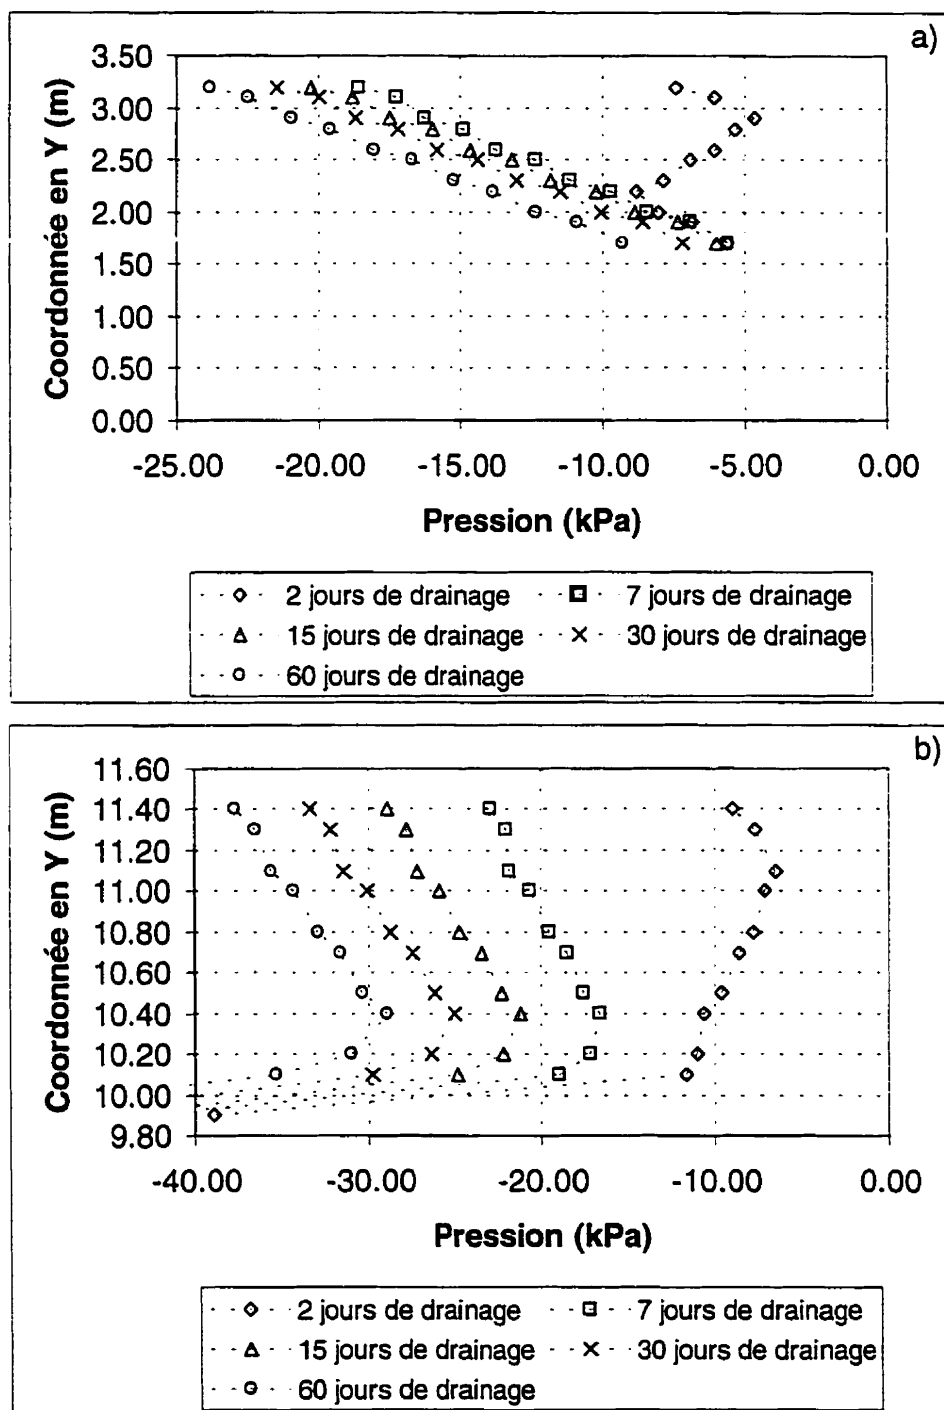 a)
3.50
3.00
2.50
2.00
1.50
1.00
0.50
0.00
Coordonnée en Y (m)
-25.00 -20.00 -15.00 -10.00 -5.00 0.00
Pression (kPa)
2 jours de drainage 7 jours de drainage
15 jours de drainage 30 jours de drainage
60 jours de drainage
b)
11.60
11.40
11.20
11.00
10.80
10.60
10.40
10.20
10.00
9.80
Coordonnée en Y (m)
-40.00 -30.00 -20.00 -10.00 0.00
Pression (kPa)
2 jours de drainage 7 jours de drainage
15 jours de drainage 30 jours de drainage
60 jours de drainage